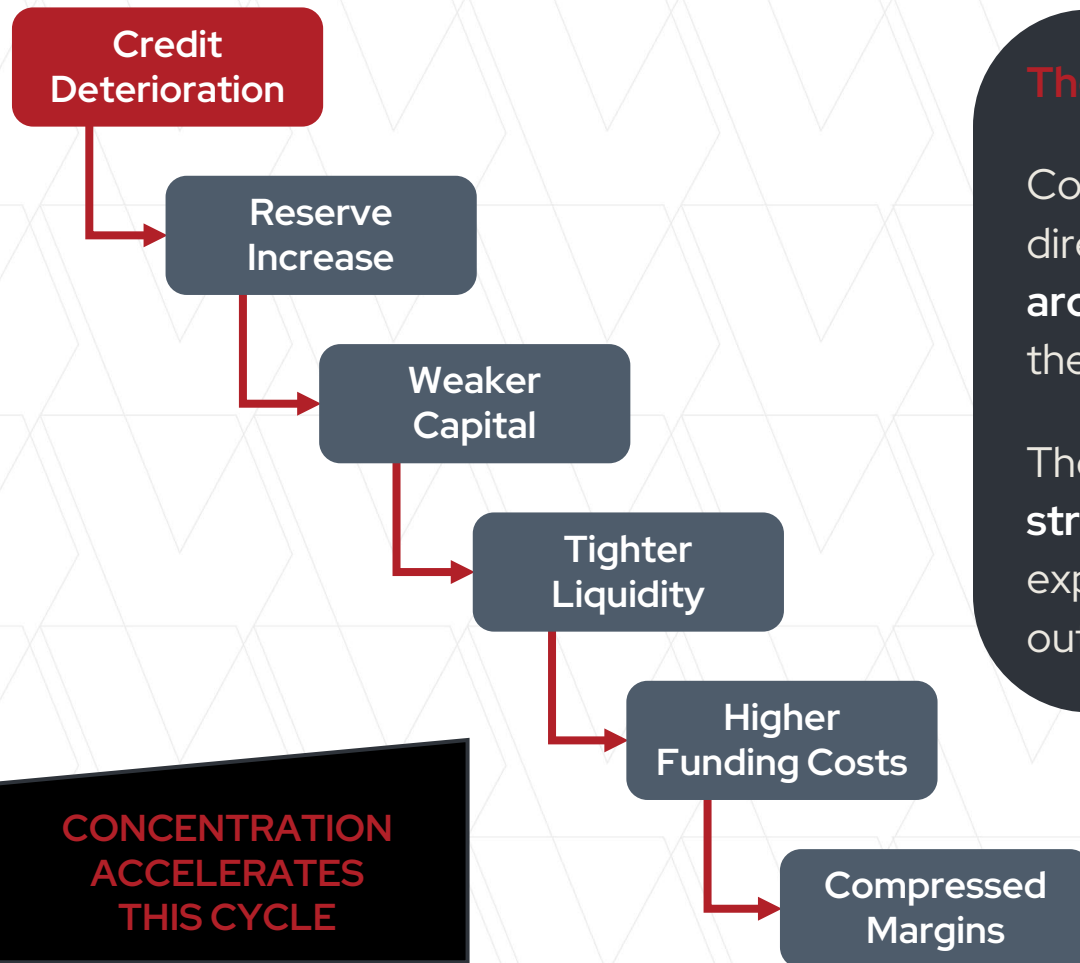 Credit
Deterioration
Reserve
Increase
Weaker
Capital
Tighter
Liquidity
Higher
Funding Costs
Compressed
Margins
CONCENTRATION
ACCELERATES
THIS CYCLE